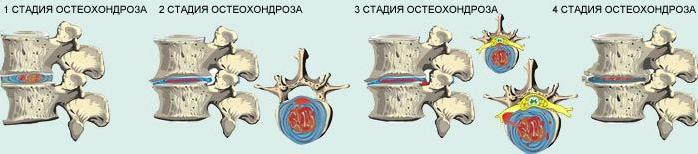 1 СТАДИЯ ОСТЕОХОНДРОЗА
2 СТАДИЯ ОСТЕОХОНДРОЗА
3 СТАДИЯ ОСТЕОХОНДРОЗА
4 СТАДИЯ ОСТЕОХОНДРОЗА